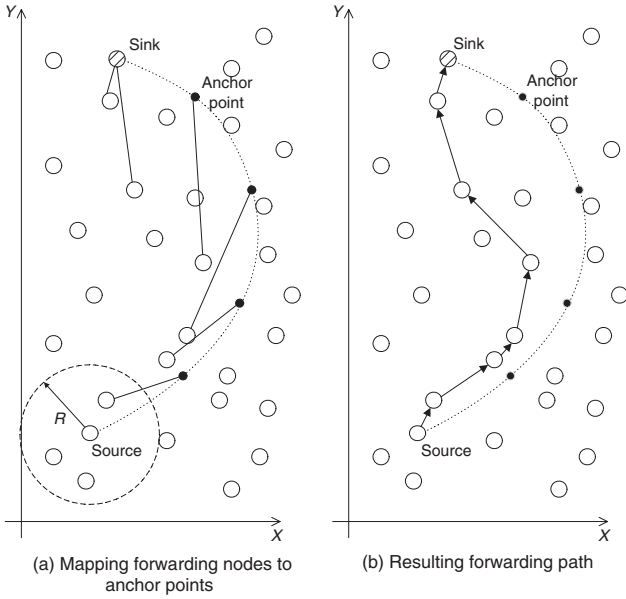 Y
Sink
Anchor
point
R
Source
X
(a) Mapping forwarding nodes to
anchor points
Y
Sink
Anchor
point
Source
X
(b) Resulting forwarding path